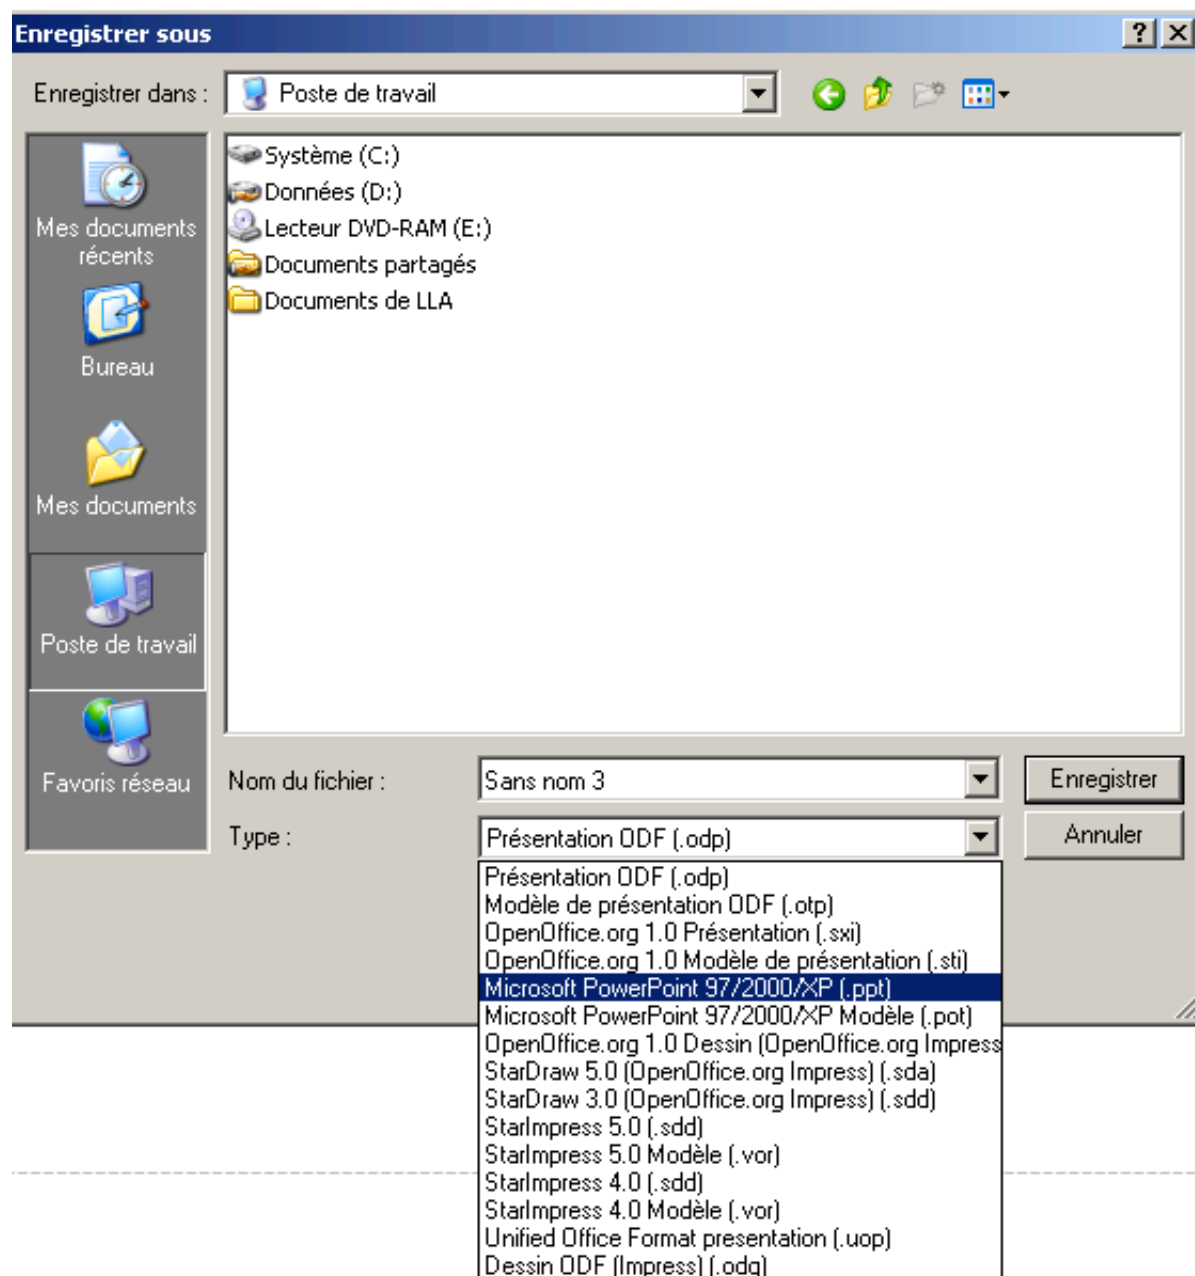 Enregistrer sous
Enregistrer dans :
Poste de travail
Système (C:)
Données (D:)
Lecteur DVD-RAM (E:)
Documents partagés
Documents de LLA
Mes documents
récents
Bureau
Mes documents
Poste de travail
Favoris réseau
Nom du fichier :
Sans nom 3
Enregistrer
Type :
Présentation ODF (.odp)
Annuler
Présentation ODF (.odp)
Modèle de présentation ODF (.otp)
OpenOffice.org 1.0 Présentation (.sxi)
OpenOffice.org 1.0 Modèle de présentation (.sti)
Microsoft PowerPoint 97/2000/XP (.ppt)
Microsoft PowerPoint 97/2000/XP Modèle (.pot)
OpenOffice.org 1.0 Dessin (OpenOffice.org Impress
StarDraw 5.0 (OpenOffice.org Impress) (.sda)
StarDraw 3.0 (OpenOffice.org Impress) (.sdd)
StarImpress 5.0 (.sdd)
StarImpress 5.0 Modèle (.vor)
StarImpress 4.0 (.sdd)
StarImpress 4.0 Modèle (.vor)
Unified Office Format presentation (.uop)
Dessin ODF (Impress) (.odg)